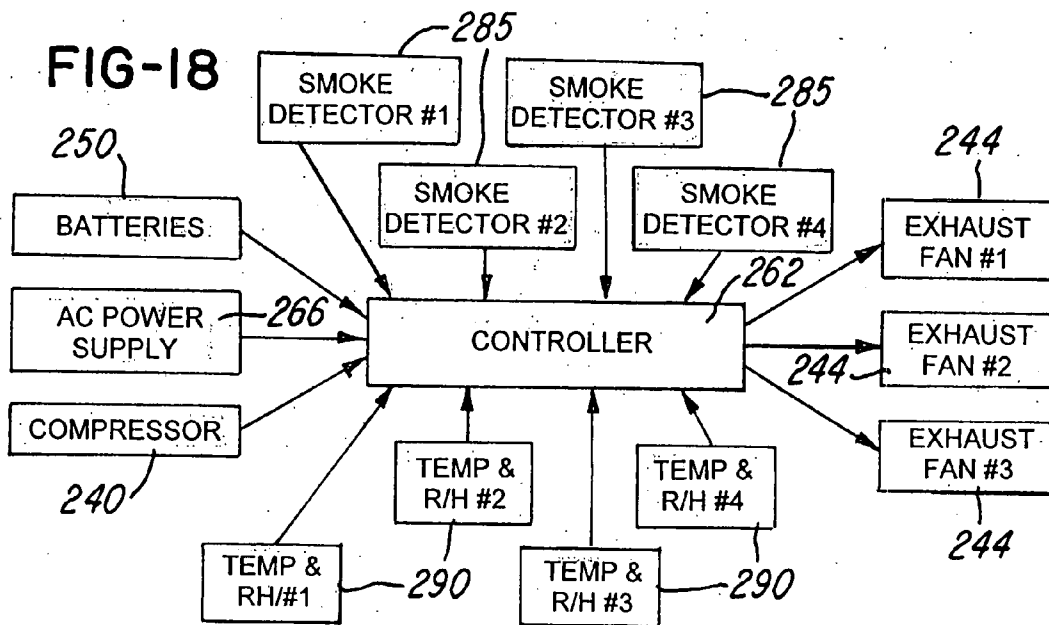 FIG-18
285
SMOKE
DETECTOR #1
SMOKE
DETECTOR #3
285
250
SMOKE
DETECTOR #2
SMOKE
DETECTOR #4
244
BATTERIES
EXHAUST
FAN #1
262
AC POWER
SUPPLY
266
CONTROLLER
EXHAUST
FAN #2
244
COMPRESSOR
240
TEMP &
R/H #2
TEMP &
R/H #4
EXHAUST
FAN #3
244
TEMP &
RH/#1
290
TEMP &
R/H #3
290